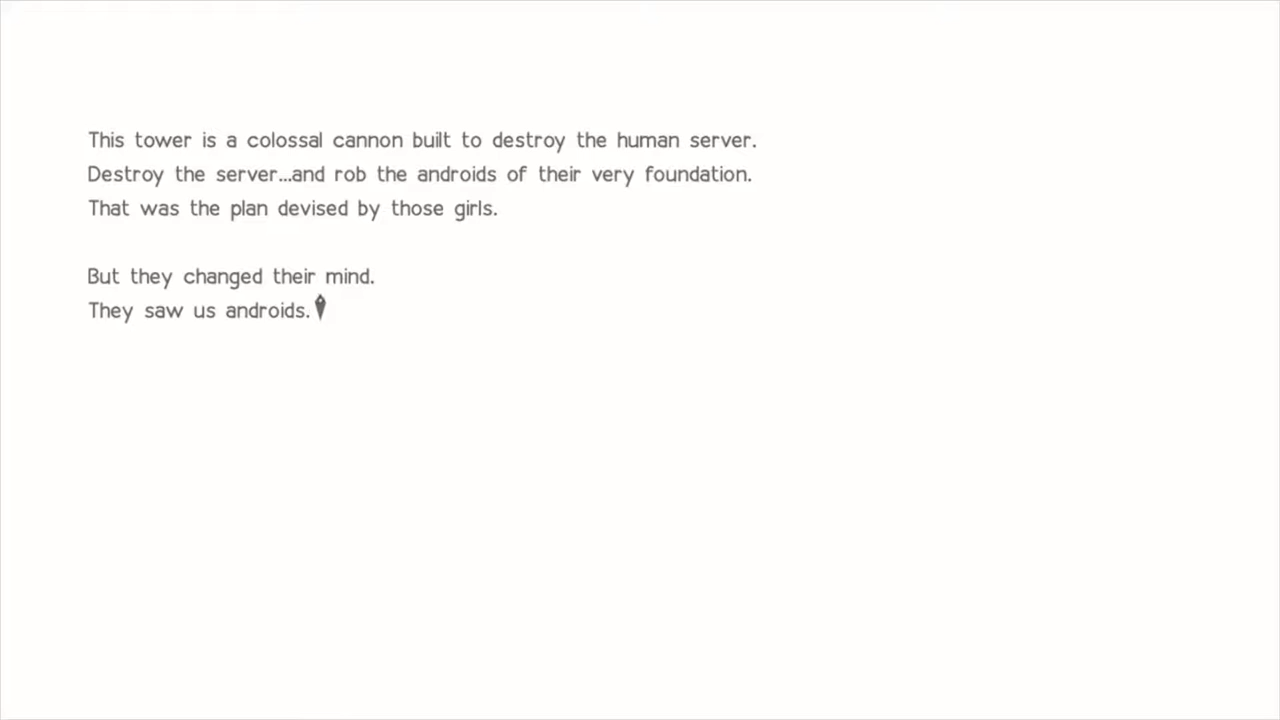 This tower is a colossal cannon built to destroy the human server.
Destroy the server...and rob the androids of their very foundation.
That was the plan devised by those girls.
But they changed their mind.
They saw us androids.